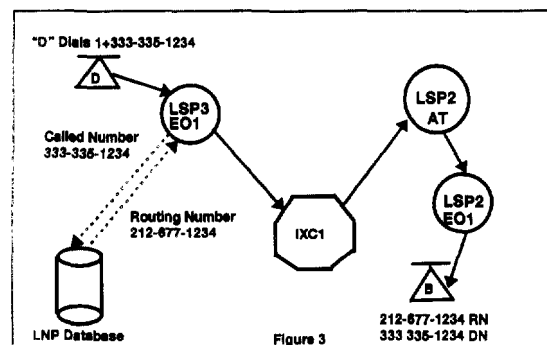 "D" Dials 1+333-335-1234
D
LSP3
EO1
LSP2
AT
Called Number
333-335-1234
LSP2
EO1
Routing Number
212-677-1234
IXC1
B
LNP Database
212-677-1234 RN
333 335-1234 DN
Figure 3